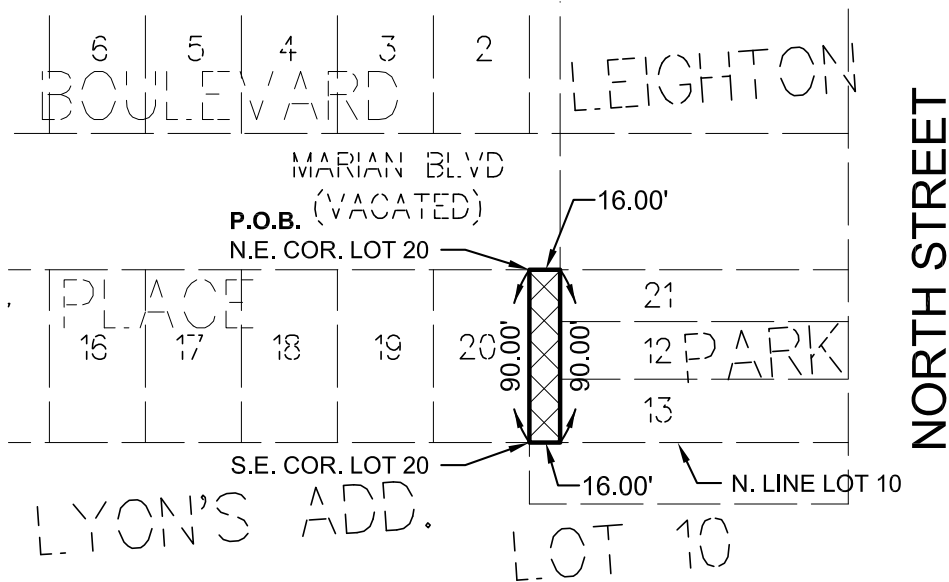 6 5 4 3 2
BOULEVARD
LEIGHTON
MARIAN BLVD
(VACATED)
P.O.B.
N.E. COR. LOT 20
16.00'
NORTH STREET
PLACE
16 17 18 19 20
90.00'
90.00'
21
12
PARK
13
S.E. COR. LOT 20
16.00'
N. LINE LOT 10
LYON'S ADD.
LOT 10